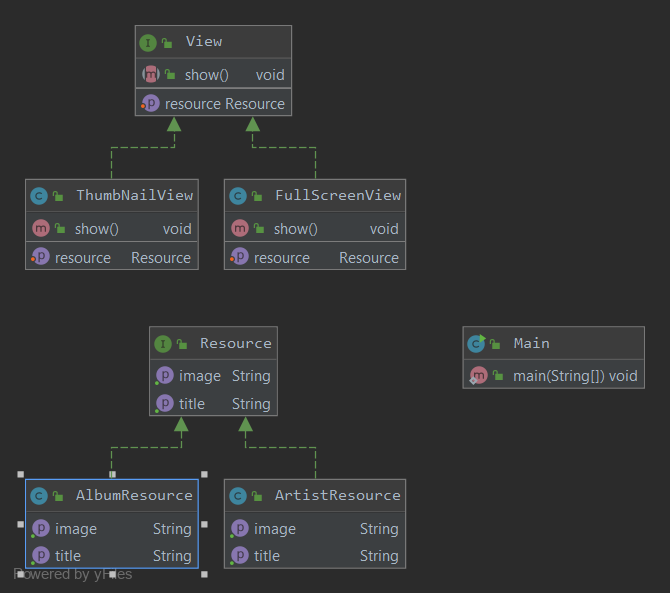 View
show() void
resource Resource
ThumbNailView
show() void
resource Resource
FullScreenView
show() void
resource Resource
Resource
image String
title String
Main
main(String[]) void
AlbumResource
image String
title String
ArtistResource
image String
title String
Powered by yFiles